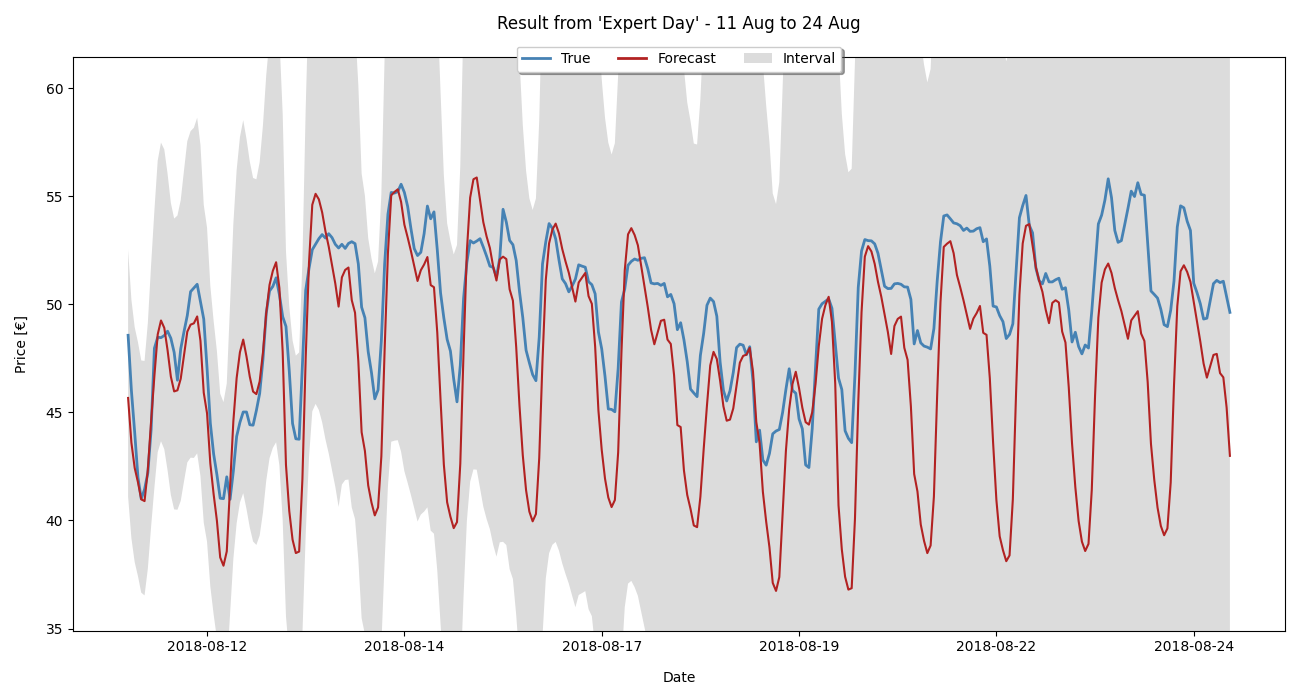 Result from 'Expert Day' - 11 Aug to 24 Aug
True Forecast Interval
60
55
50
45
40
35
Price [€]
2018-08-12 2018-08-14 2018-08-17 2018-08-19 2018-08-22 2018-08-24
Date